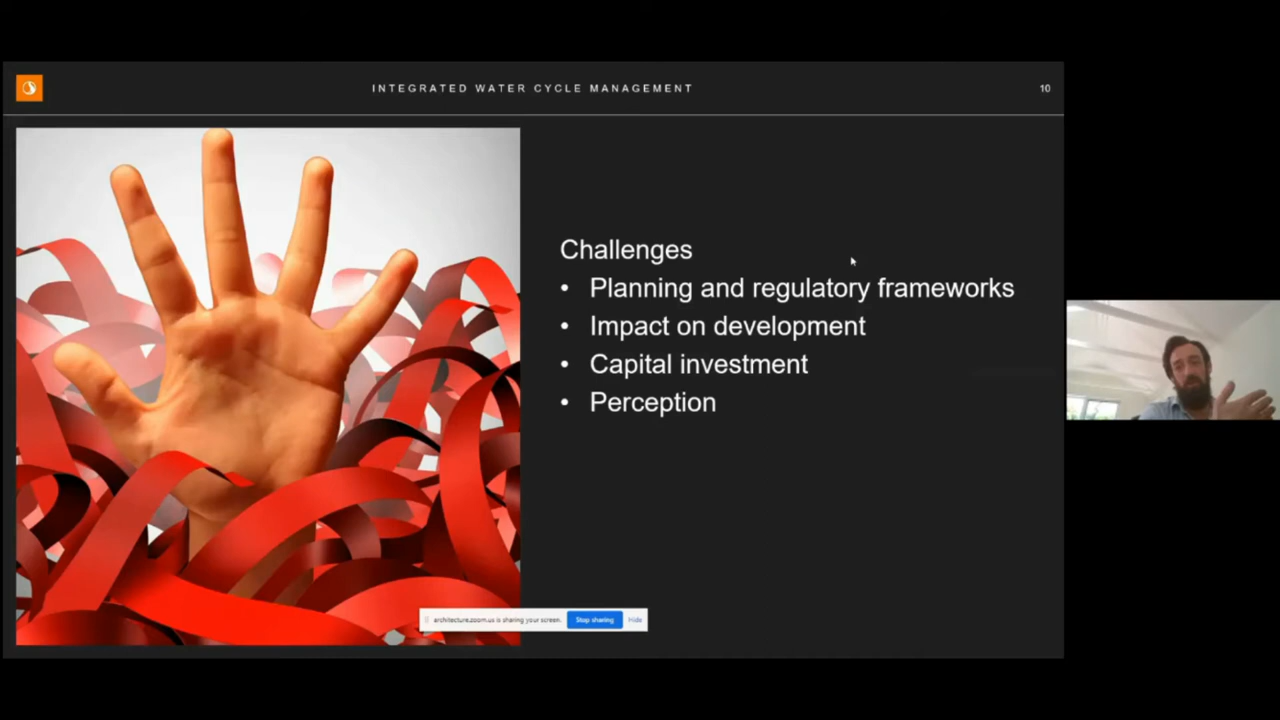 INTEGRATED WATER CYCLE MANAGEMENT
10
Challenges
• Planning and regulatory frameworks
• Impact on development
• Capital investment
• Perception
architecture.zoom.us is sharing your screen.
Stop sharing
Hide